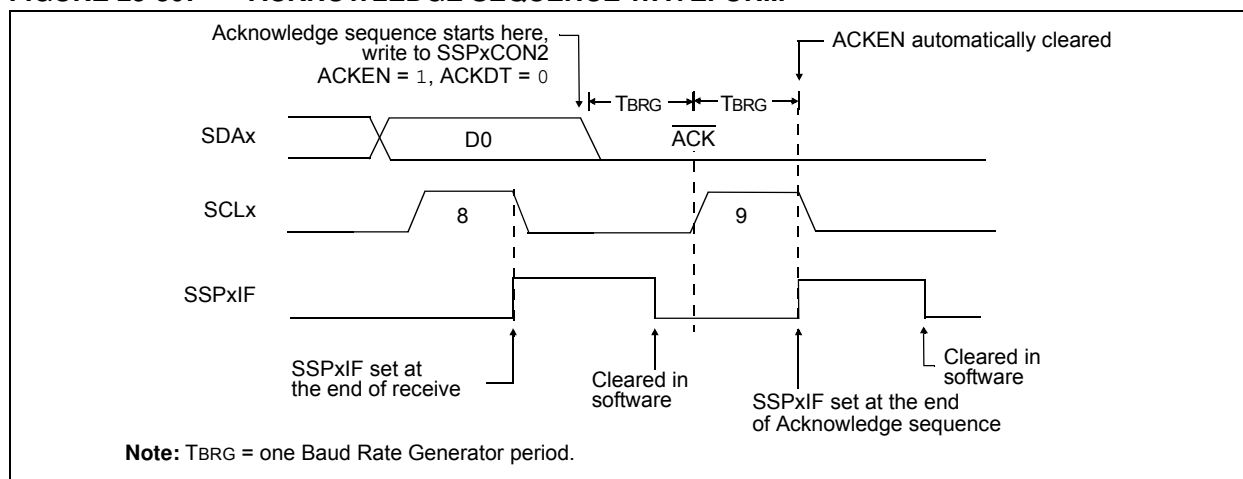 Acknowledge sequence starts here,
write to SSPxCON2
ACKEN = 1, ACKDT = 0
ACKEN automatically cleared
TBRG
TBRG
SDAx
D0
ACK
SCLx
8
9
SSPxIF
SSPxIF set at
the end of receive
Cleared in
software
SSPxIF set at the end
of Acknowledge sequence
Cleared in
software
Note: TBRG = one Baud Rate Generator period.